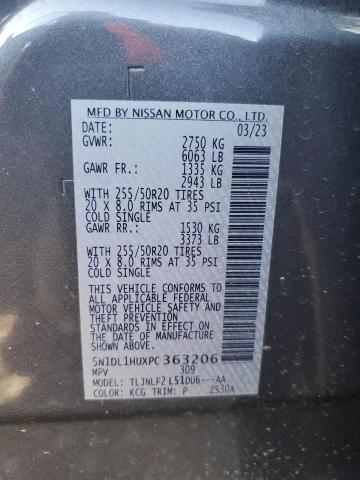 MFD BY NISSAN MOTOR CO., LTD.
DATE: 03/23
GVWR: 2750 KG
6063 LB
GAWR FR.: 1335 KG
2943 LB
WITH 255/50R20 TIRES
20 X 8.0 RIMS AT 35 PSI
COLD SINGLE
GAWR RR.: 1530 KG
3373 LB
WITH 255/50R20 TIRES
20 X 8.0 RIMS AT 35 PSI
COLD SINGLE
THIS VEHICLE CONFORMS TO
ALL APPLICABLE FEDERAL
MOTOR VEHICLE SAFETY AND
THEFT PREVENTION STANDARDS
IN EFFECT ON THE DATE OF
MANUFACTURE SHOWN ABOVE.
5N1DL1HUXPC363206
MPV 309
MODEL: TLJNLF2 L51DU6---AA
COLOR: KCG TRIM: P ZS30A